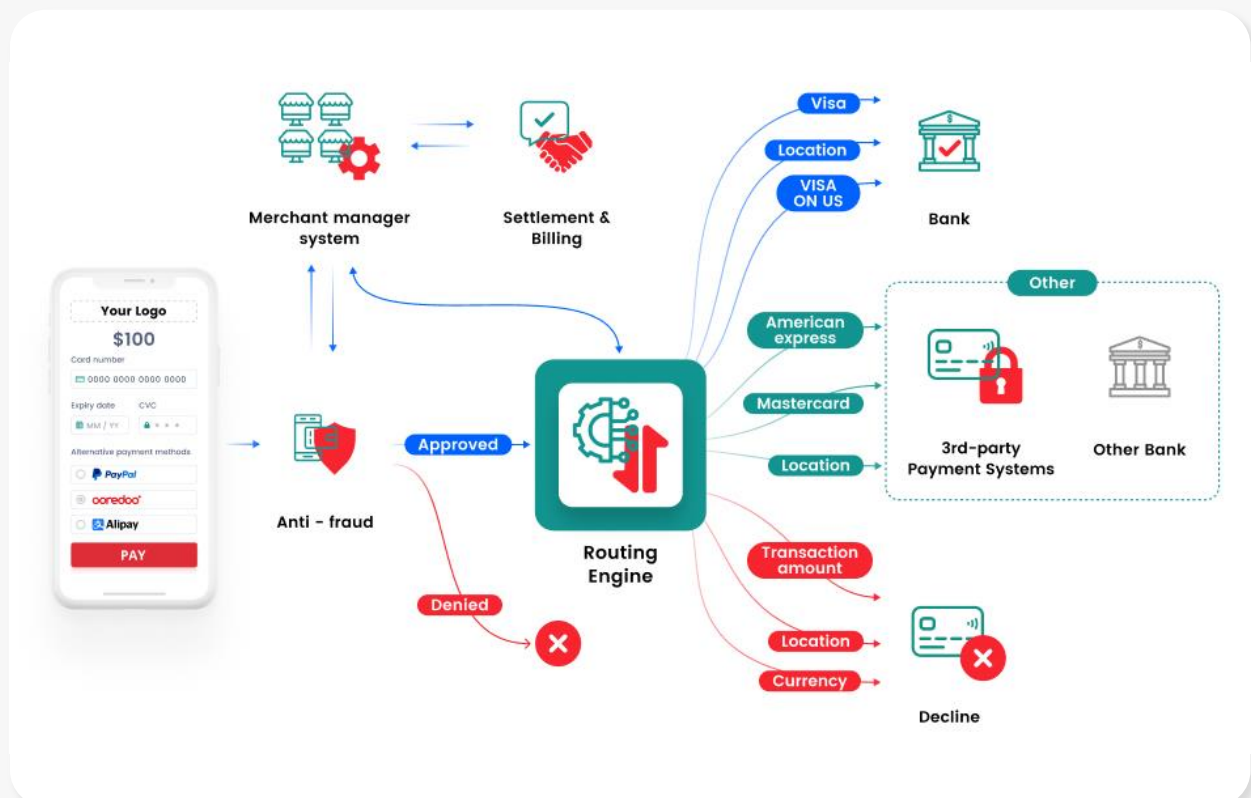 Visa
Location
VISA
ON US
Bank
Merchant manager
system
Settlement &
Billing
Your Logo
$100
Card number
0000 0000 0000 0000
Expiry date
CVC
MM / YY
* * *
Alternative payment methods
PayPal
ooredoo
Alipay
PAY
Anti - fraud
Approved
Denied
Routing
Engine
Other
American
express
Mastercard
Location
3rd-party
Payment Systems
Other Bank
Transaction
amount
Location
Currency
Decline